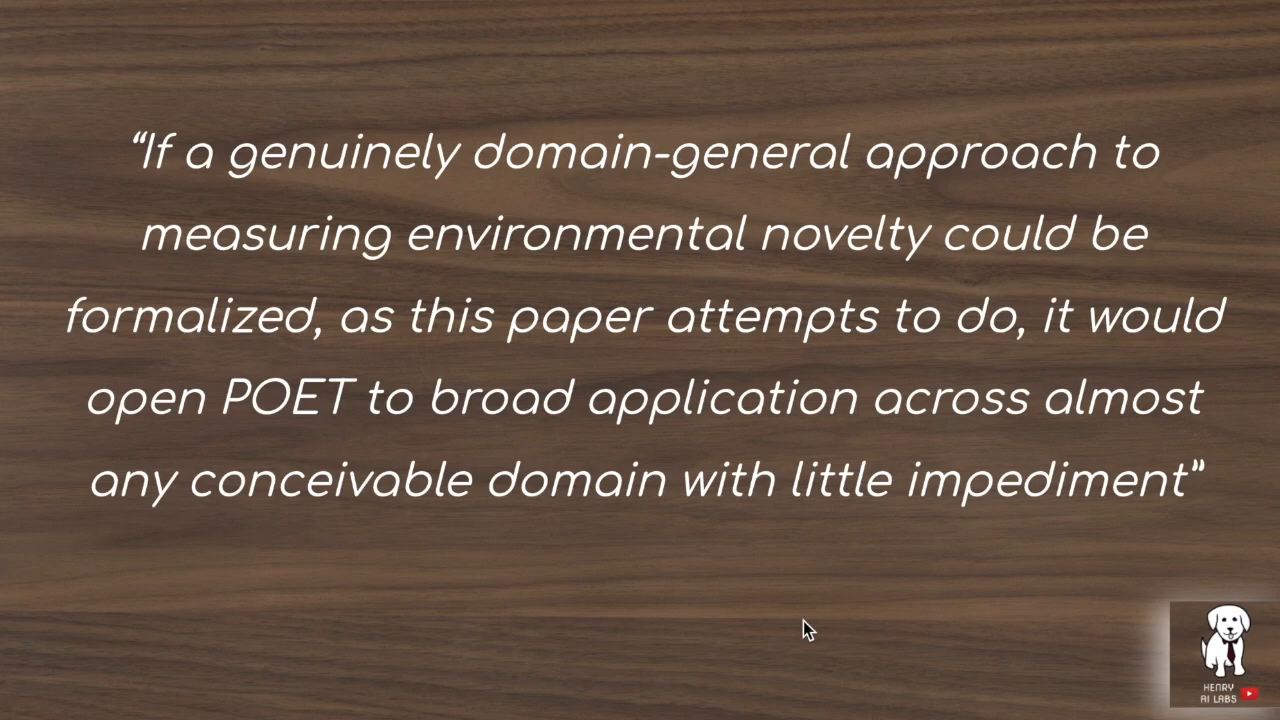 “If a genuinely domain-general approach to
measuring environmental novelty could be
formalized, as this paper attempts to do, it would
open POET to broad application across almost
any conceivable domain with little impediment”
HENRY
AI LABS